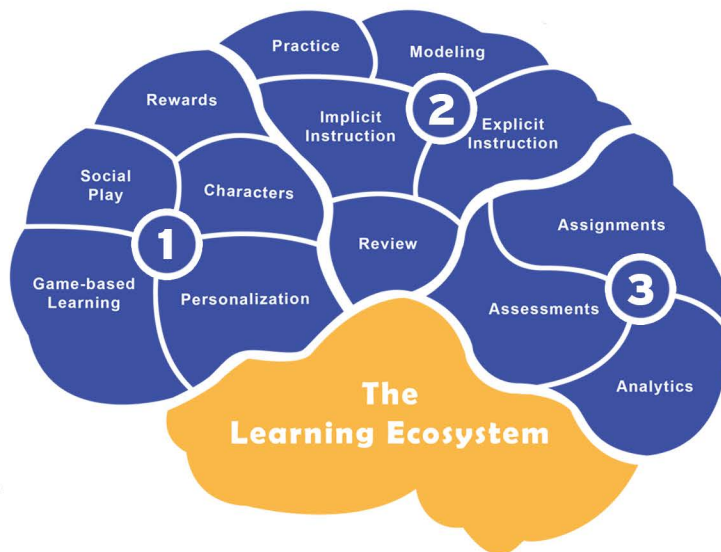 Practice
Modeling
Rewards
Implicit
Instruction
2
Explicit
Instruction
Social
Play
Characters
Assignments
1
Review
Game-based
Learning
Personalization
Assessments
3
Analytics
The
Learning Ecosystem